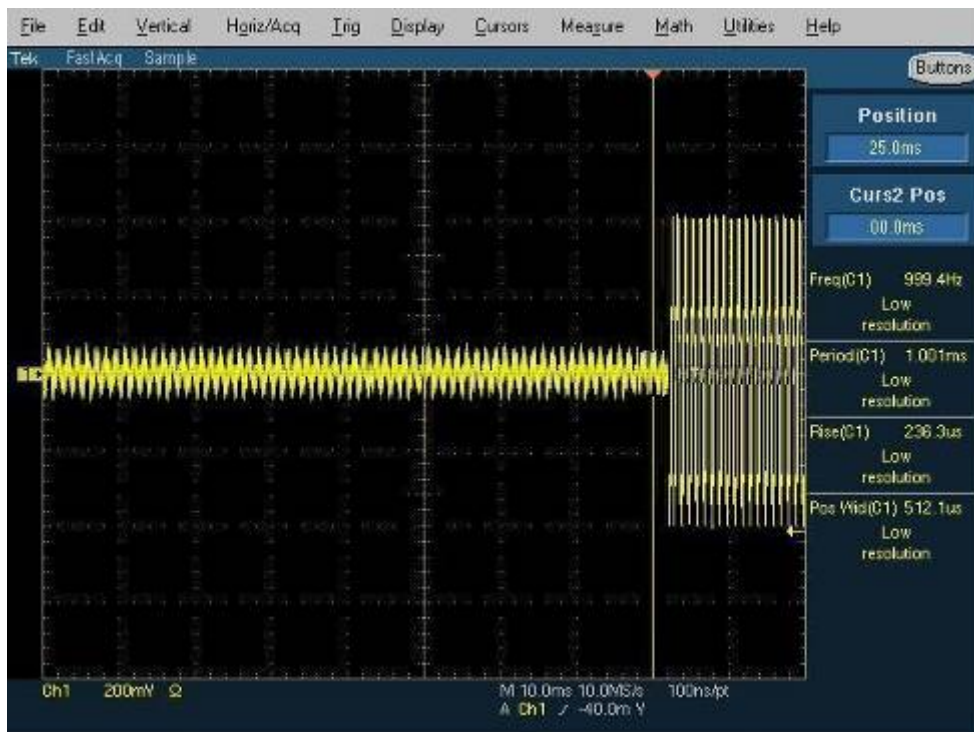 File Edit Vertical Horiz/Acq Trig Display Cursors Measure Math Utilities Help
Tek FastAcq Sample
Buttons
Position
25.0ms
Curs2 Pos
00.0ms
Freq(C1) 999.4Hz
Low
resolution
Period(C1) 1.001ms
Low
resolution
Rise(C1) 236.3us
Low
resolution
Pos Wid(C1) 512.1us
Low
resolution
Ch1 200mV Ω
M 10.0ms 10.0MS/s 100ns/pt
A Ch1 -40.0m V